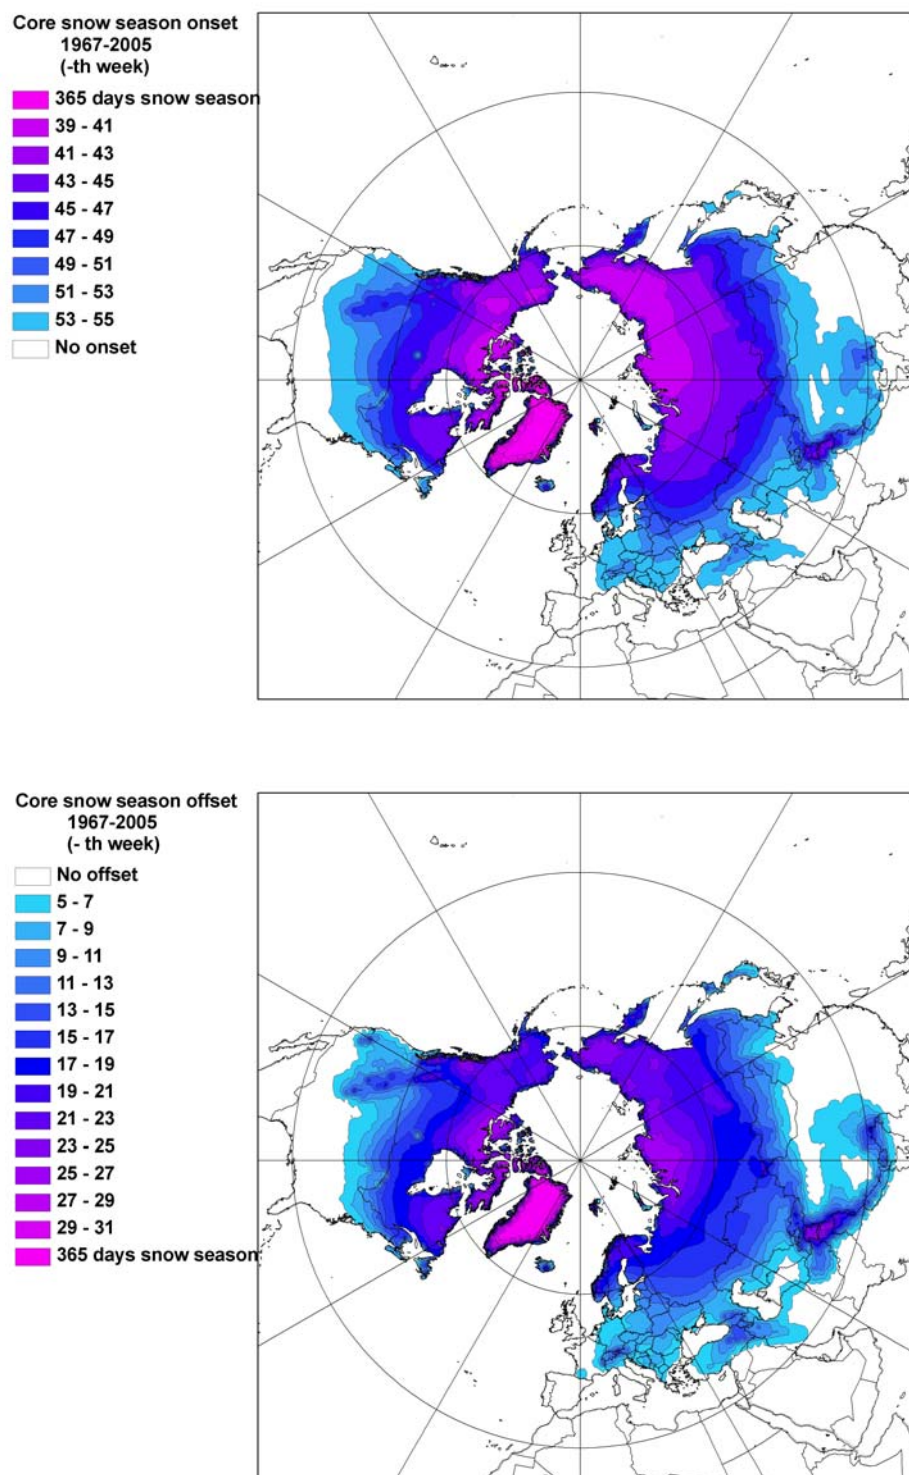 Core snow season onset
1967-2005
(-th week)
365 days snow season
39 - 41
41 - 43
43 - 45
45 - 47
47 - 49
49 - 51
51 - 53
53 - 55
No onset
Core snow season offset
1967-2005
(- th week)
No offset
5 - 7
7 - 9
9 - 11
11 - 13
13 - 15
15 - 17
17 - 19
19 - 21
21 - 23
23 - 25
25 - 27
27 - 29
29 - 31
365 days snow season